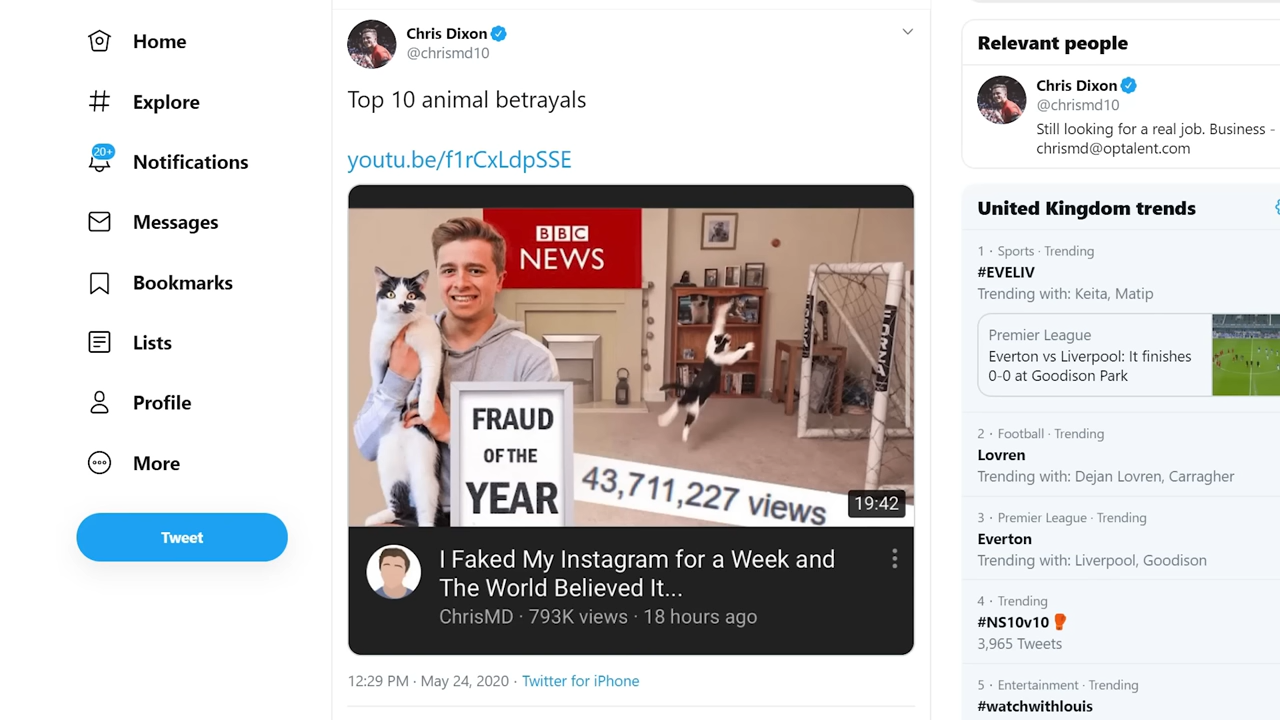 Home
Explore
20+
Notifications
Messages
Bookmarks
Lists
Profile
More
Tweet
Chris Dixon
@chrismd10
Top 10 animal betrayals
youtu.be/f1rCxLdpSSE
BBC
NEWS
FRAUD
OF THE
YEAR
43,711,227 views
19:42
I Faked My Instagram for a Week and
The World Believed It...
ChrisMD · 793K views · 18 hours ago
12:29 PM · May 24, 2020 · Twitter for iPhone
Relevant people
Chris Dixon
@chrismd10
Still looking for a real job. Business -
chrismd@optalent.com
United Kingdom trends
1 · Sports · Trending
#EVELIV
Trending with: Keita, Matip
Premier League
Everton vs Liverpool: It finishes
0-0 at Goodison Park
2 · Football · Trending
Lovren
Trending with: Dejan Lovren, Carragher
3 · Premier League · Trending
Everton
Trending with: Liverpool, Goodison
4 · Trending
#NS10v10
3,965 Tweets
5 · Entertainment · Trending
#watchwithlouis